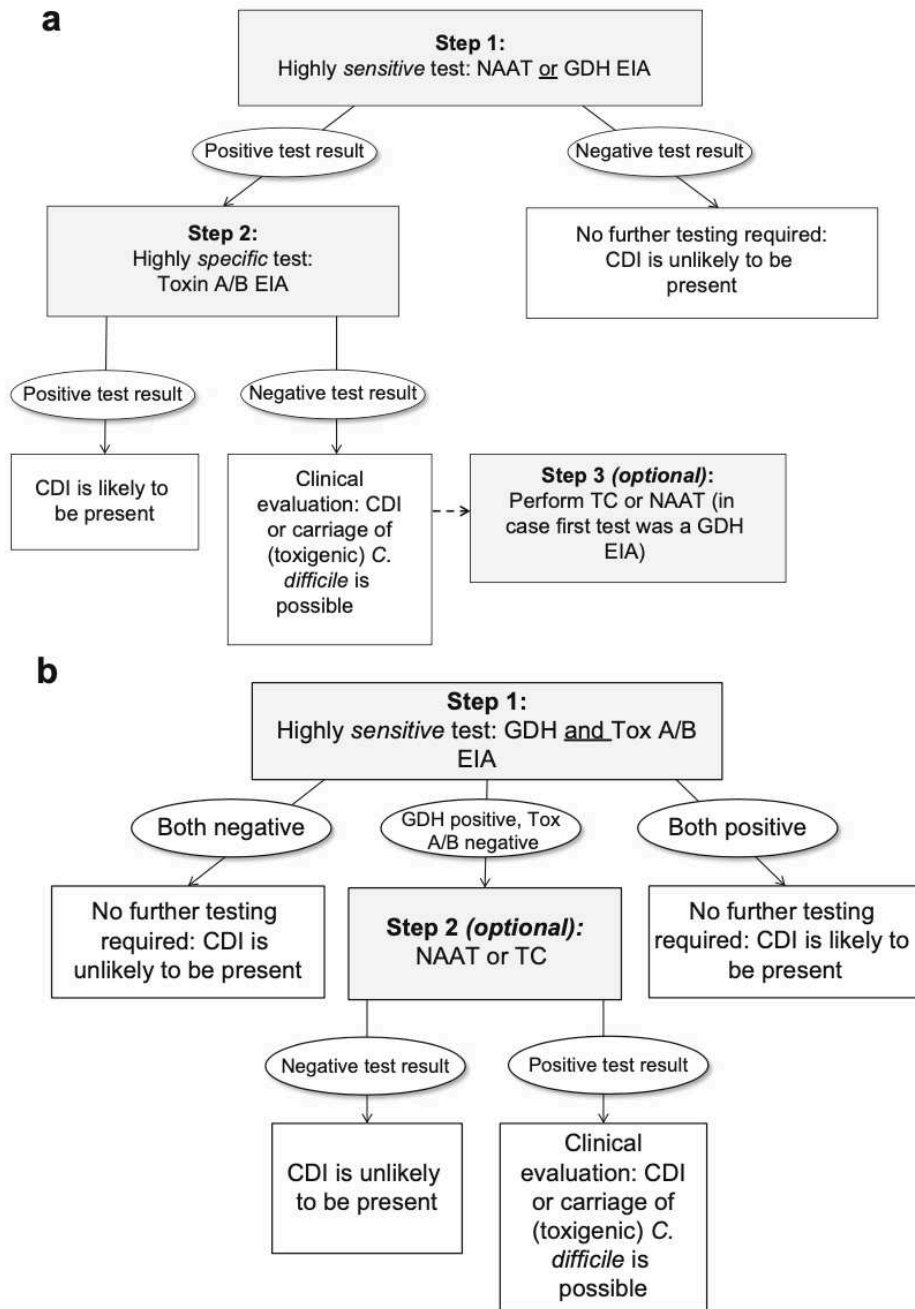 a
Step 1:
Highly sensitive test: NAAT or GDH EIA
Positive test result
Negative test result
Step 2:
Highly specific test:
Toxin A/B EIA
No further testing required:
CDI is unlikely to be
present
Positive test result
Negative test result
CDI is likely to
be present
Clinical
evaluation: CDI
or carriage of
(toxigenic) C.
difficile is
possible
Step 3 (optional):
Perform TC or NAAT (in
case first test was a GDH
EIA)
b
Step 1:
Highly sensitive test: GDH and Tox A/B
EIA
Both negative
GDH positive, Tox
A/B negative
Both positive
No further testing
required: CDI is
unlikely to be present
Step 2 (optional):
NAAT or TC
No further testing
required: CDI is likely to
be present
Negative test result
Positive test result
CDI is unlikely
to be present
Clinical
evaluation: CDI
or carriage of
(toxigenic) C.
difficile is
possible